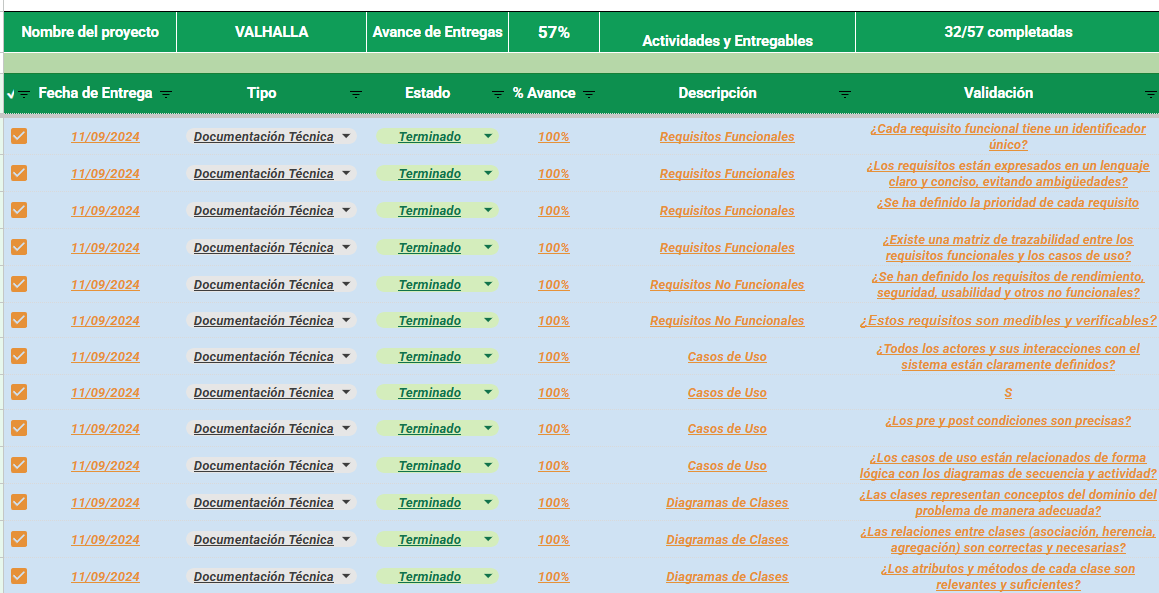 Nombre del proyecto VALHALLA Avance de Entregas 57% Actividades y Entregables 32/57 completadas
Fecha de Entrega Tipo Estado % Avance Descripción Validación
11/09/2024 Documentación Técnica Terminado 100% Requisitos Funcionales ¿Cada requisito funcional tiene un identificador
único?
11/09/2024 Documentación Técnica Terminado 100% Requisitos Funcionales ¿Los requisitos están expresados en un lenguaje
claro y conciso, evitando ambigüedades?
11/09/2024 Documentación Técnica Terminado 100% Requisitos Funcionales ¿Se ha definido la prioridad de cada requisito
11/09/2024 Documentación Técnica Terminado 100% Requisitos Funcionales ¿Existe una matriz de trazabilidad entre los
requisitos funcionales y los casos de uso?
11/09/2024 Documentación Técnica Terminado 100% Requisitos No Funcionales ¿Se han definido los requisitos de rendimiento,
seguridad, usabilidad y otros no funcionales?
11/09/2024 Documentación Técnica Terminado 100% Requisitos No Funcionales ¿Estos requisitos son medibles y verificables?
11/09/2024 Documentación Técnica Terminado 100% Casos de Uso ¿Todos los actores y sus interacciones con el
sistema están claramente definidos?
11/09/2024 Documentación Técnica Terminado 100% Casos de Uso S
11/09/2024 Documentación Técnica Terminado 100% Casos de Uso ¿Los pre y post condiciones son precisas?
11/09/2024 Documentación Técnica Terminado 100% Casos de Uso ¿Los casos de uso están relacionados de forma
lógica con los diagramas de secuencia y actividad?
11/09/2024 Documentación Técnica Terminado 100% Diagramas de Clases ¿Las clases representan conceptos del dominio del
problema de manera adecuada?
11/09/2024 Documentación Técnica Terminado 100% Diagramas de Clases ¿Las relaciones entre clases (asociación, herencia,
agregación) son correctas y necesarias?
11/09/2024 Documentación Técnica Terminado 100% Diagramas de Clases ¿Los atributos y métodos de cada clase son
relevantes y suficientes?